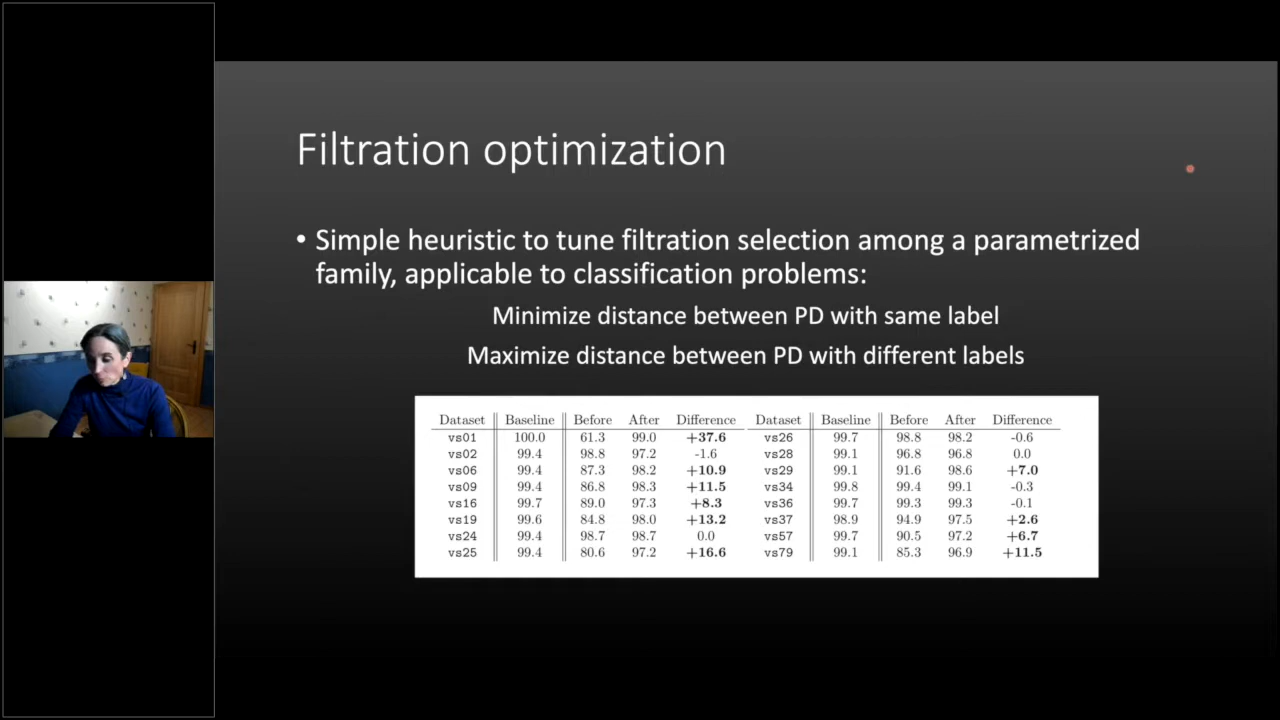 Filtration optimization
• Simple heuristic to tune filtration selection among a parametrized
family, applicable to classification problems:
Minimize distance between PD with same label
Maximize distance between PD with different labels
Dataset Baseline Before After Difference Dataset Baseline Before After Difference
vs01 100.0 61.3 99.0 +37.6 vs26 99.7 98.8 98.2 -0.6
vs02 99.4 98.8 97.2 -1.6 vs28 99.1 96.8 96.8 0.0
vs06 99.4 87.3 98.2 +10.9 vs29 99.1 91.6 98.6 +7.0
vs09 99.4 86.8 98.3 +11.5 vs34 99.8 99.4 99.1 -0.3
vs16 99.7 89.0 97.3 +8.3 vs36 99.7 99.3 99.3 -0.1
vs19 99.6 84.8 98.0 +13.2 vs37 98.9 94.9 97.5 +2.6
vs24 99.4 98.7 98.7 0.0 vs57 99.7 90.5 97.2 +6.7
vs25 99.4 80.6 97.2 +16.6 vs79 99.1 85.3 96.9 +11.5